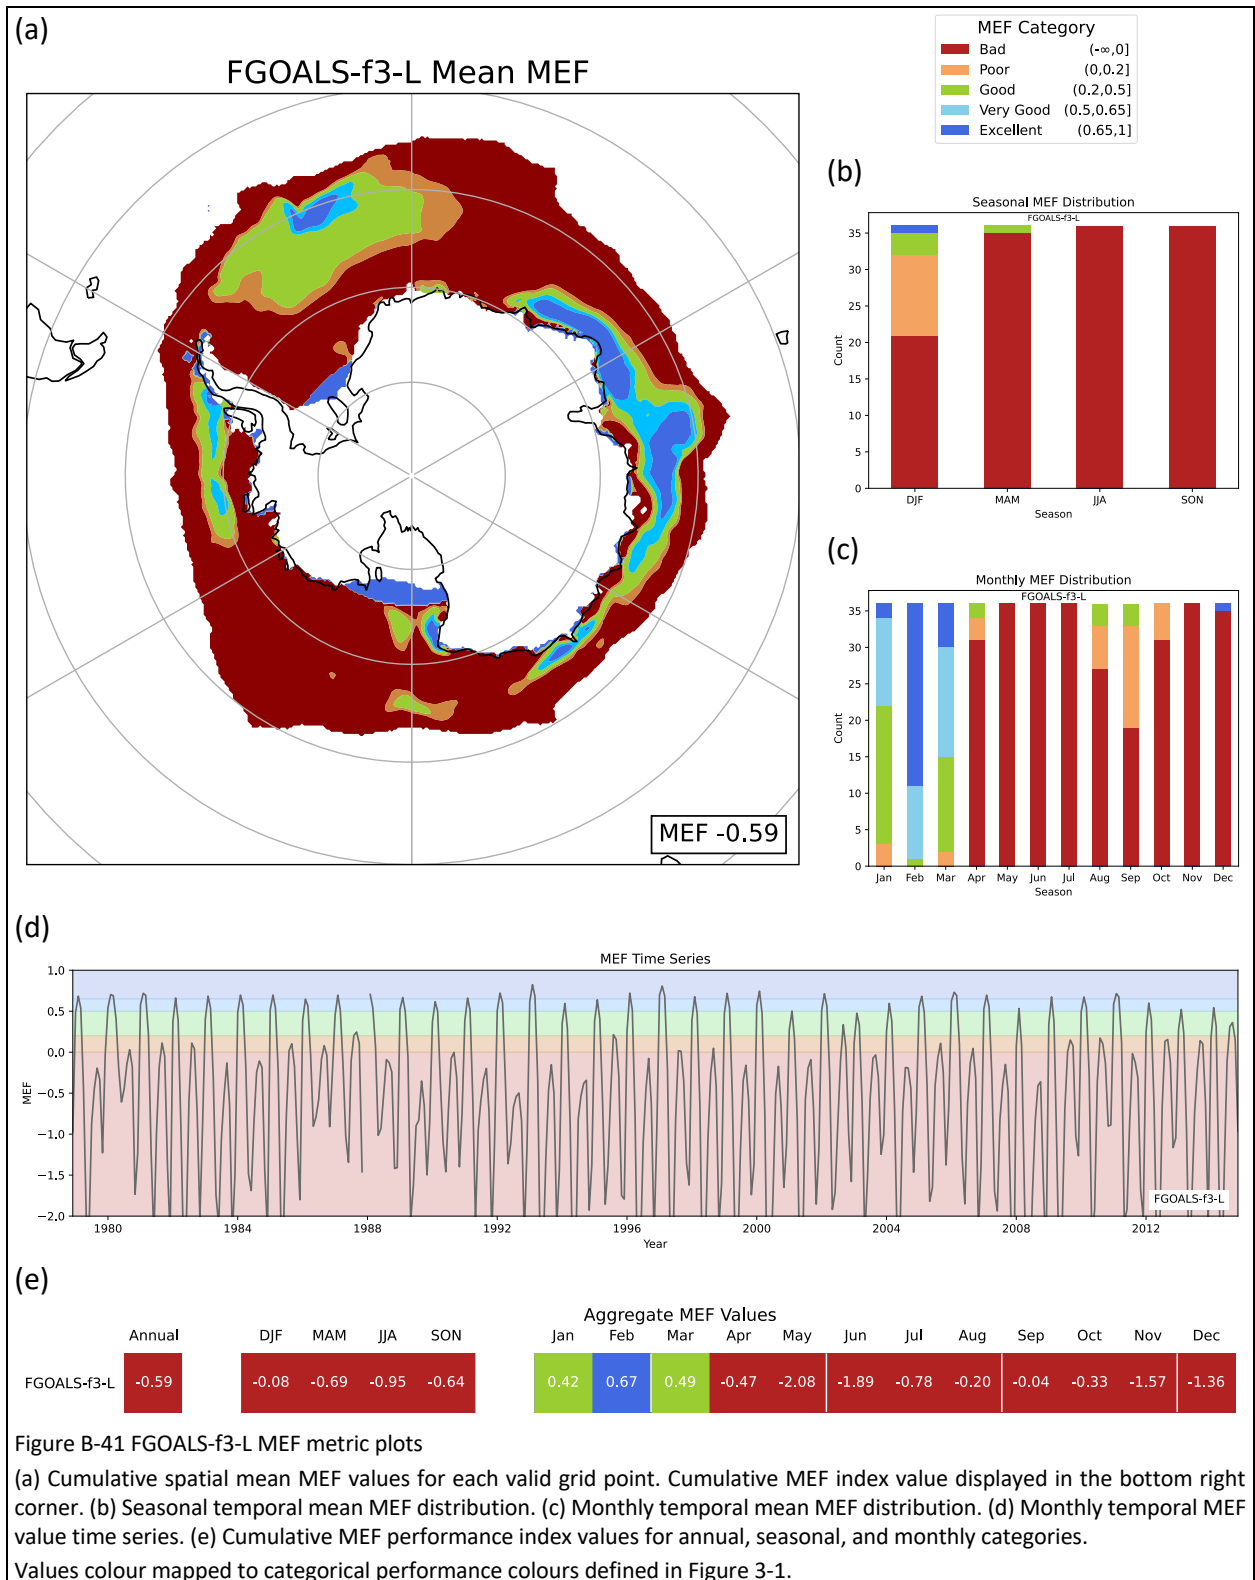 (a)
FGOALS-f3-L Mean MEF
MEF -0.59
MEF Category
Bad (-∞,0]
Poor (0,0.2]
Good (0.2,0.5]
Very Good (0.5,0.65]
Excellent (0.65,1]
(b)
Seasonal MEF Distribution
FGOALS-f3-L
35
30
25
20
15
10
5
0
Count
DJF MAM JJA SON
Season
(c)
Monthly MEF Distribution
FGOALS-f3-L
35
30
25
20
15
10
5
0
Count
Jan Feb Mar Apr May Jun Jul Aug Sep Oct Nov Dec
Season
(d)
MEF Time Series
1.0
0.5
0.0
−0.5
−1.0
−1.5
−2.0
MEF
FGOALS-f3-L
1980 1984 1988 1992 1996 2000 2004 2008 2012
Year
(e)
Aggregate MEF Values
Annual DJF MAM JJA SON Jan Feb Mar Apr May Jun Jul Aug Sep Oct Nov Dec
FGOALS-f3-L -0.59 -0.08 -0.69 -0.95 -0.64 0.42 0.67 0.49 -0.47 -2.08 -1.89 -0.78 -0.20 -0.04 -0.33 -1.57 -1.36
Figure B-41 FGOALS-f3-L MEF metric plots
(a) Cumulative spatial mean MEF values for each valid grid point. Cumulative MEF index value displayed in the bottom right
corner. (b) Seasonal temporal mean MEF distribution. (c) Monthly temporal mean MEF distribution. (d) Monthly temporal MEF
value time series. (e) Cumulative MEF performance index values for annual, seasonal, and monthly categories.
Values colour mapped to categorical performance colours defined in Figure 3-1.